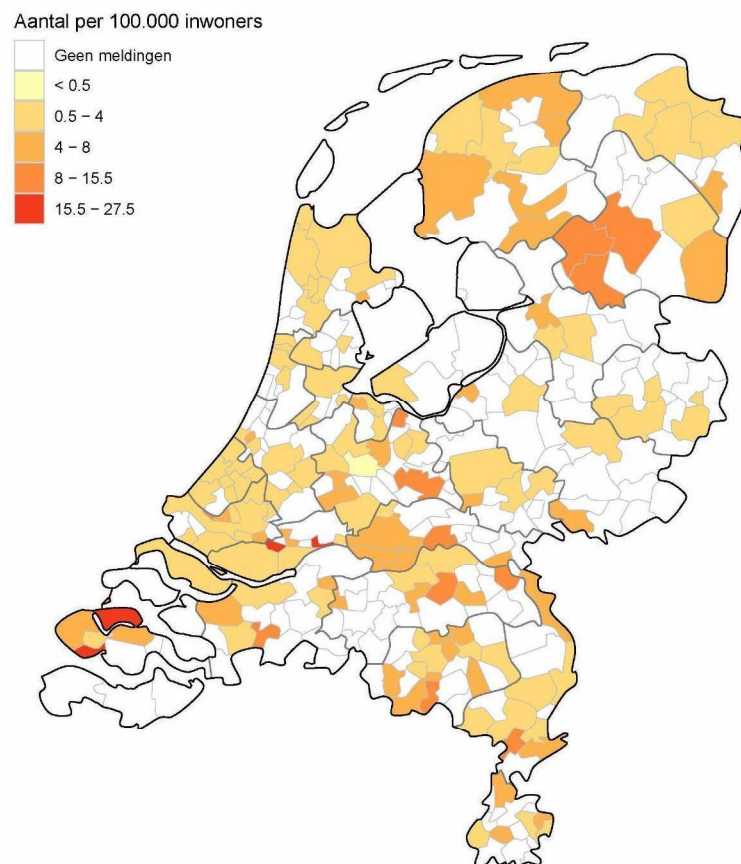 Aantal per 100.000 inwoners
Geen meldingen
< 0.5
0.5 – 4
4 – 8
8 – 15.5
15.5 – 27.5